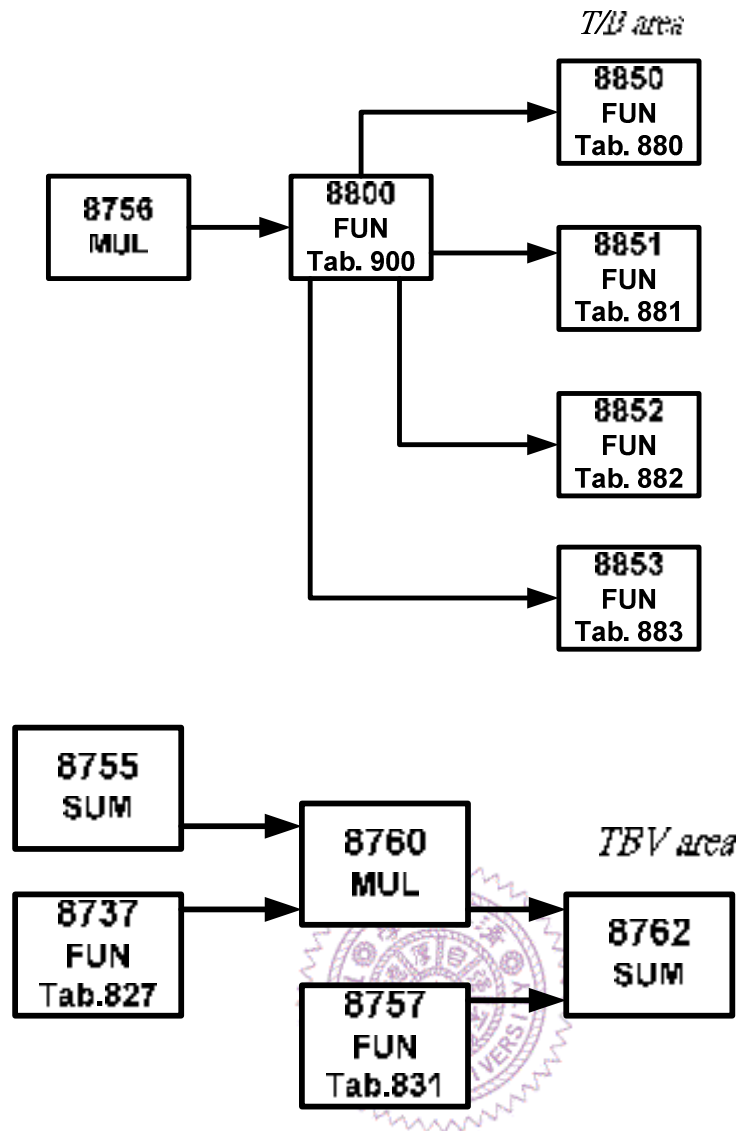 T/B area
8850
FUN
Tab. 880
8756
MUL
8800
FUN
Tab. 900
8851
FUN
Tab. 881
8852
FUN
Tab. 882
8853
FUN
Tab. 883
8755
SUM
8760
MUL
TBV area
8737
FUN
Tab.827
8762
SUM
8757
FUN
Tab.831